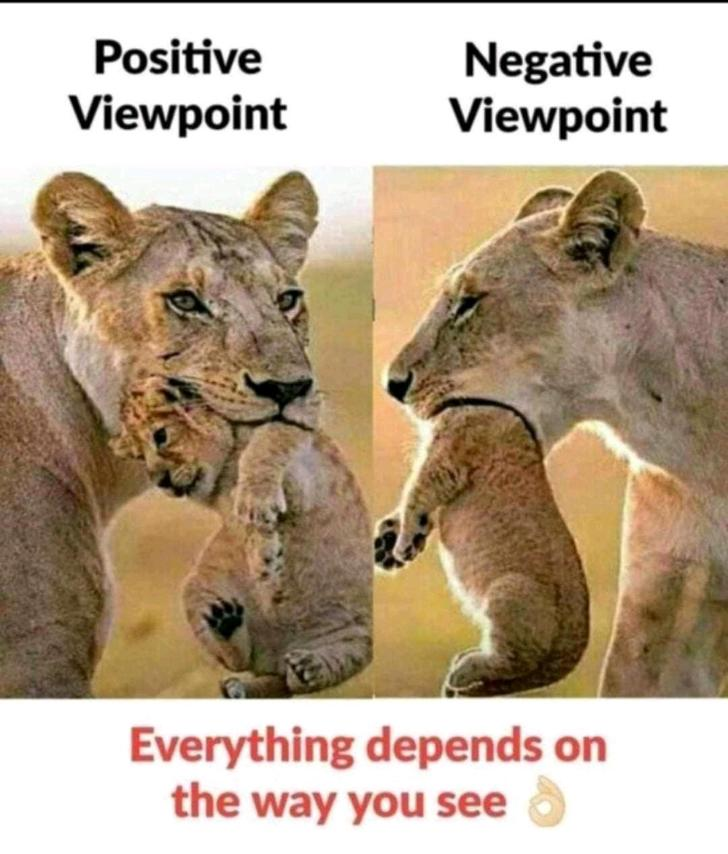 Positive
Viewpoint
Negative
Viewpoint
Everything depends on
the way you see 👌🏻